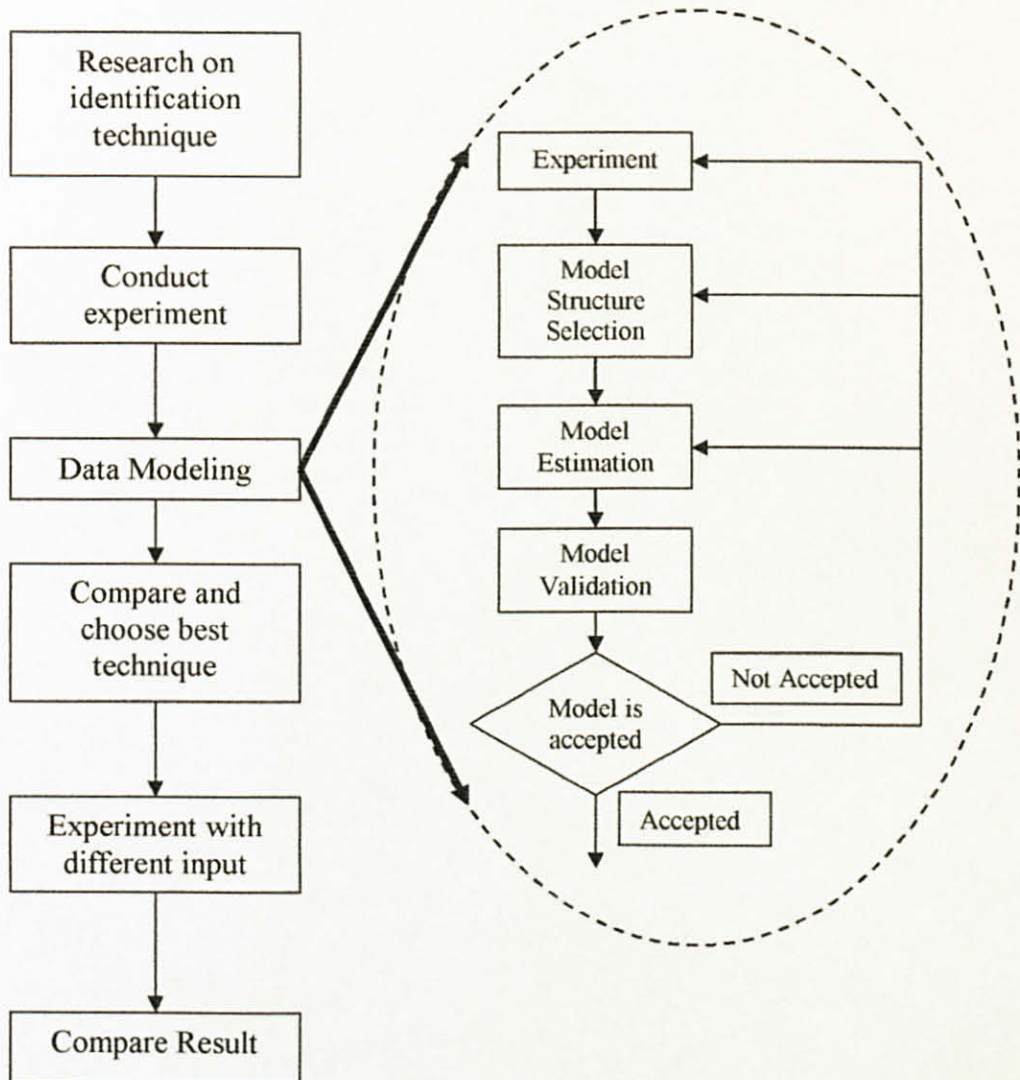 Research on
identification
technique
Conduct
experiment
Data Modeling
Compare and
choose best
technique
Experiment with
different input
Compare Result
Experiment
Model
Structure
Selection
Model
Estimation
Model
Validation
Model is
accepted
Not Accepted
Accepted